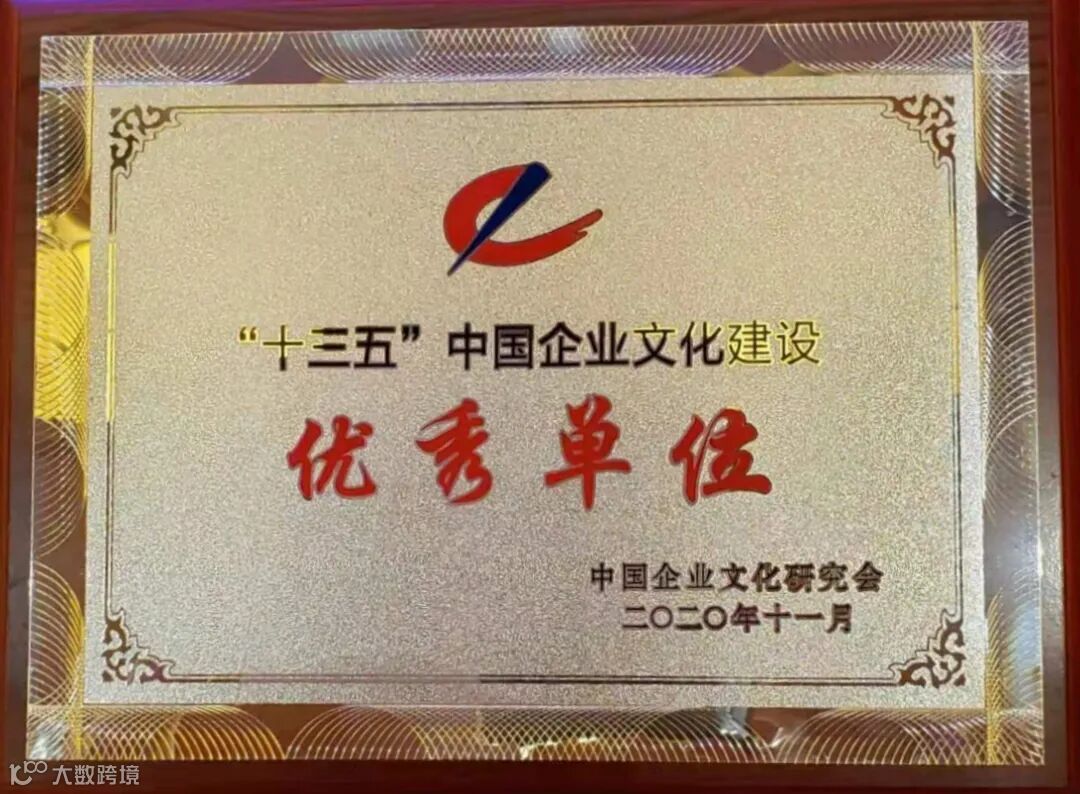 “十三五”中国企业文化建设
优秀单位
中国企业文化研究会
二〇二〇年十一月
大数跨境